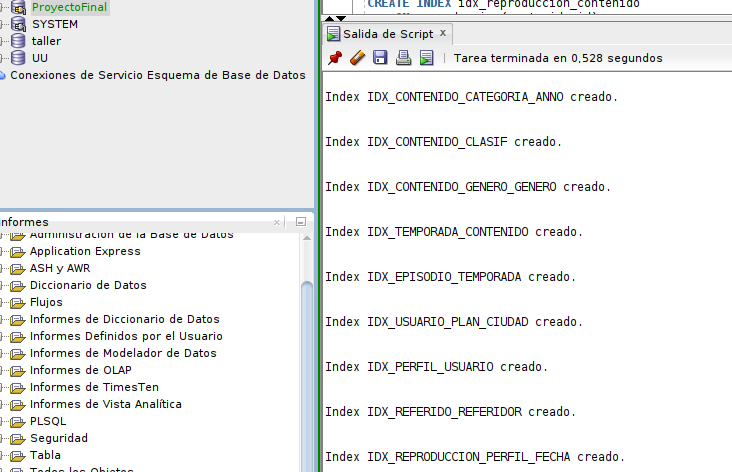 ProyectoFinal
SYSTEM
taller
UU
Conexiones de Servicio Esquema de Base de Datos
Informes
Administración de la Base de Datos
Application Express
ASH y AWR
Diccionario de Datos
Flujos
Informes de Diccionario de Datos
Informes Definidos por el Usuario
Informes de Modelador de Datos
Informes de OLAP
Informes de TimesTen
Informes de Vista Analítica
PLSQL
Seguridad
Tabla
Todos los Objetos
CREATE INDEX idx_reproduccion_contenido
Salida de Script x
Tarea terminada en 0,528 segundos
Index IDX_CONTENIDO_CATEGORIA_ANNO creado.
Index IDX_CONTENIDO_CLASIF creado.
Index IDX_CONTENIDO_GENERO_GENERO creado.
Index IDX_TEMPORADA_CONTENIDO creado.
Index IDX_EPISODIO_TEMPORADA creado.
Index IDX_USUARIO_PLAN_CIUDAD creado.
Index IDX_PERFIL_USUARIO creado.
Index IDX_REFERIDO_REFERIDOR creado.
Index IDX_REPRODUCCION_PERFIL_FECHA creado.